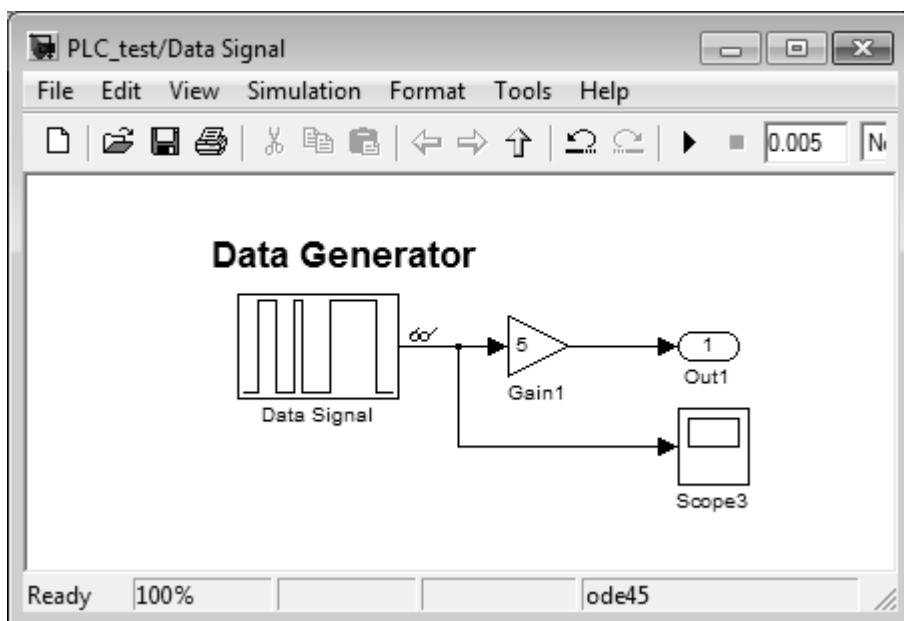 PLC_test/Data Signal
File Edit View Simulation Format Tools Help
0.005
Data Generator
5
1
Gain1
Out1
Data Signal
Scope3
Ready 100% ode45